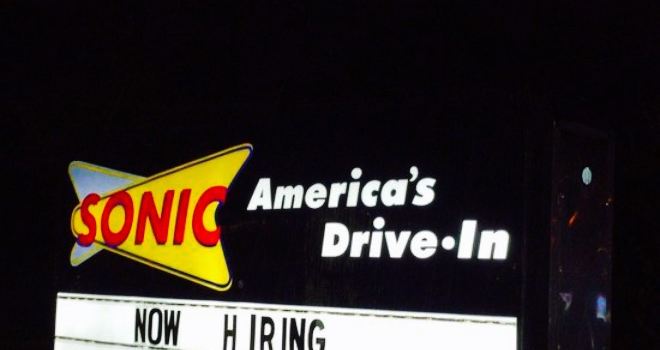 SONIC
America's
Drive-In
NOW HIRING